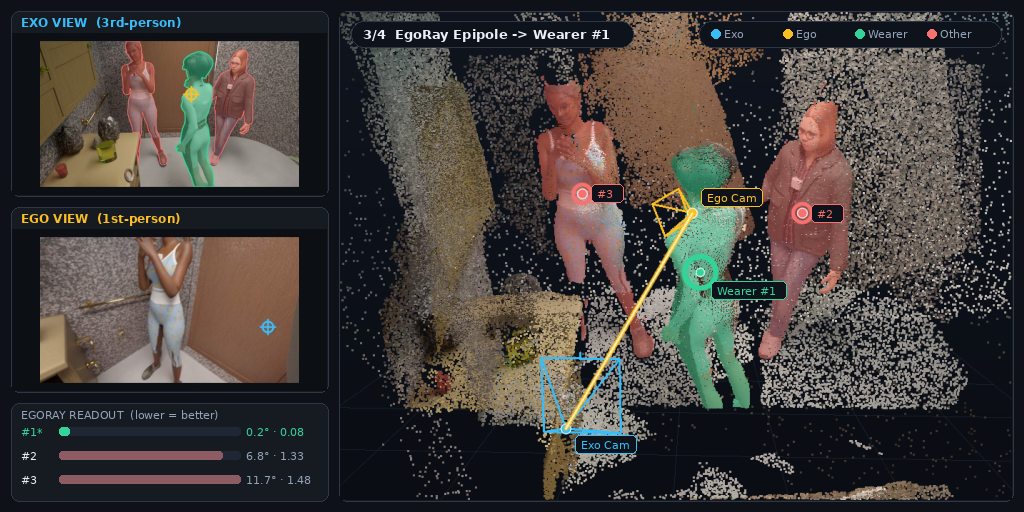 EXO VIEW (3rd-person)
EGO VIEW (1st-person)
EGORAY READOUT (lower = better)
#1* 0.2° · 0.08
#2 6.8° · 1.33
#3 11.7° · 1.48
3/4 EgoRay Epipole -> Wearer #1
Exo Ego Wearer Other
#3
Ego Cam
#2
Wearer #1
Exo Cam